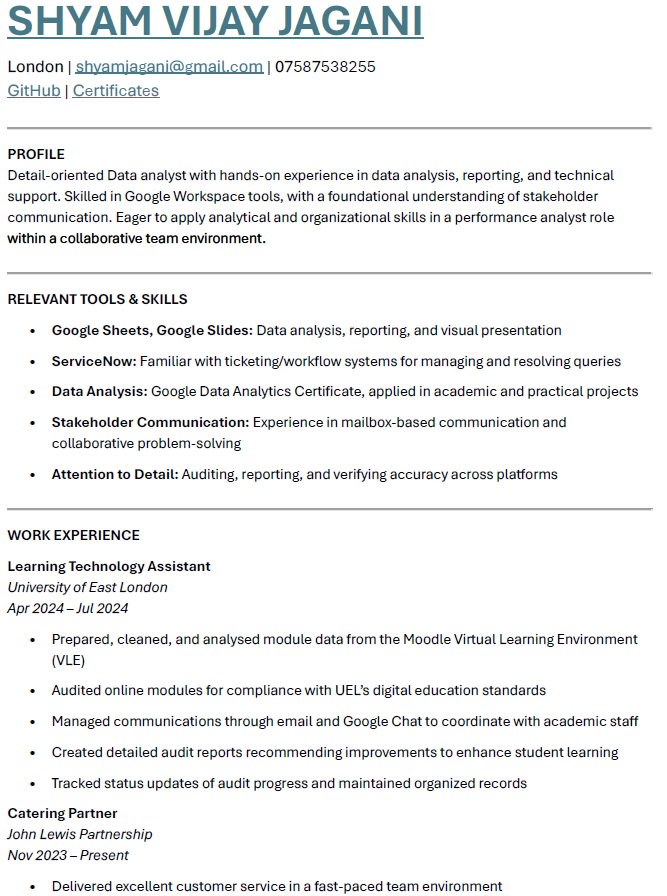 SHYAM VIJAY JAGANI
London | shyamjagani@gmail.com | 07587538255
GitHub | Certificates
PROFILE
Detail-oriented Data analyst with hands-on experience in data analysis, reporting, and technical
support. Skilled in Google Workspace tools, with a foundational understanding of stakeholder
communication. Eager to apply analytical and organizational skills in a performance analyst role
within a collaborative team environment.
RELEVANT TOOLS & SKILLS
• Google Sheets, Google Slides: Data analysis, reporting, and visual presentation
• ServiceNow: Familiar with ticketing/workflow systems for managing and resolving queries
• Data Analysis: Google Data Analytics Certificate, applied in academic and practical projects
• Stakeholder Communication: Experience in mailbox-based communication and
collaborative problem-solving
• Attention to Detail: Auditing, reporting, and verifying accuracy across platforms
WORK EXPERIENCE
Learning Technology Assistant
University of East London
Apr 2024 – Jul 2024
• Prepared, cleaned, and analysed module data from the Moodle Virtual Learning Environment
(VLE)
• Audited online modules for compliance with UEL’s digital education standards
• Managed communications through email and Google Chat to coordinate with academic staff
• Created detailed audit reports recommending improvements to enhance student learning
• Tracked status updates of audit progress and maintained organized records
Catering Partner
John Lewis Partnership
Nov 2023 – Present
• Delivered excellent customer service in a fast-paced team environment